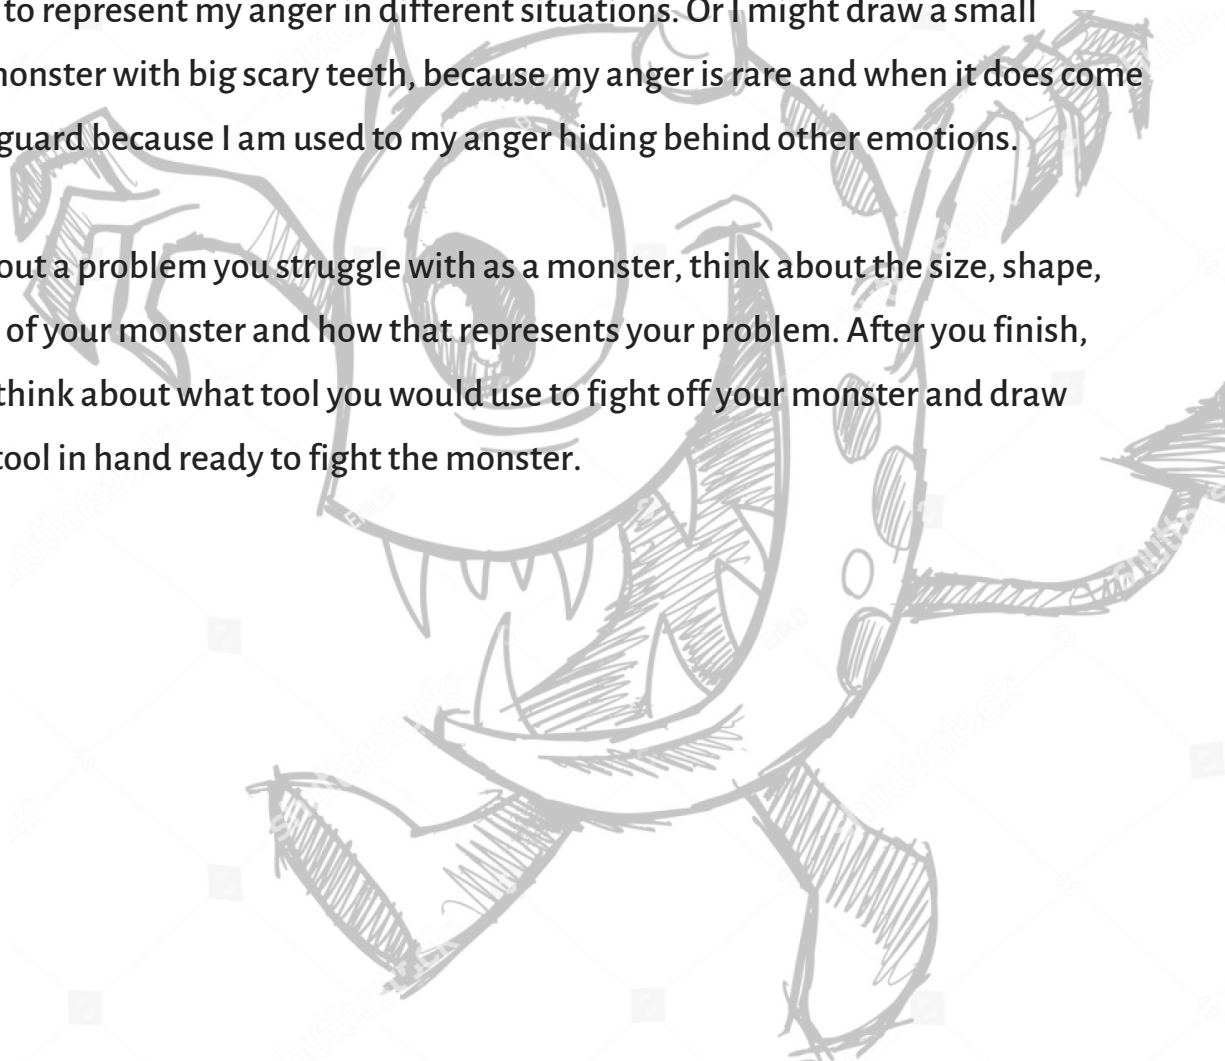 to represent my anger in different situations. Or I might draw a small
monster with big scary teeth, because my anger is rare and when it does come
guard because I am used to my anger hiding behind other emotions.
out a problem you struggle with as a monster, think about the size, shape,
of your monster and how that represents your problem. After you finish,
think about what tool you would use to fight off your monster and draw
tool in hand ready to fight the monster.